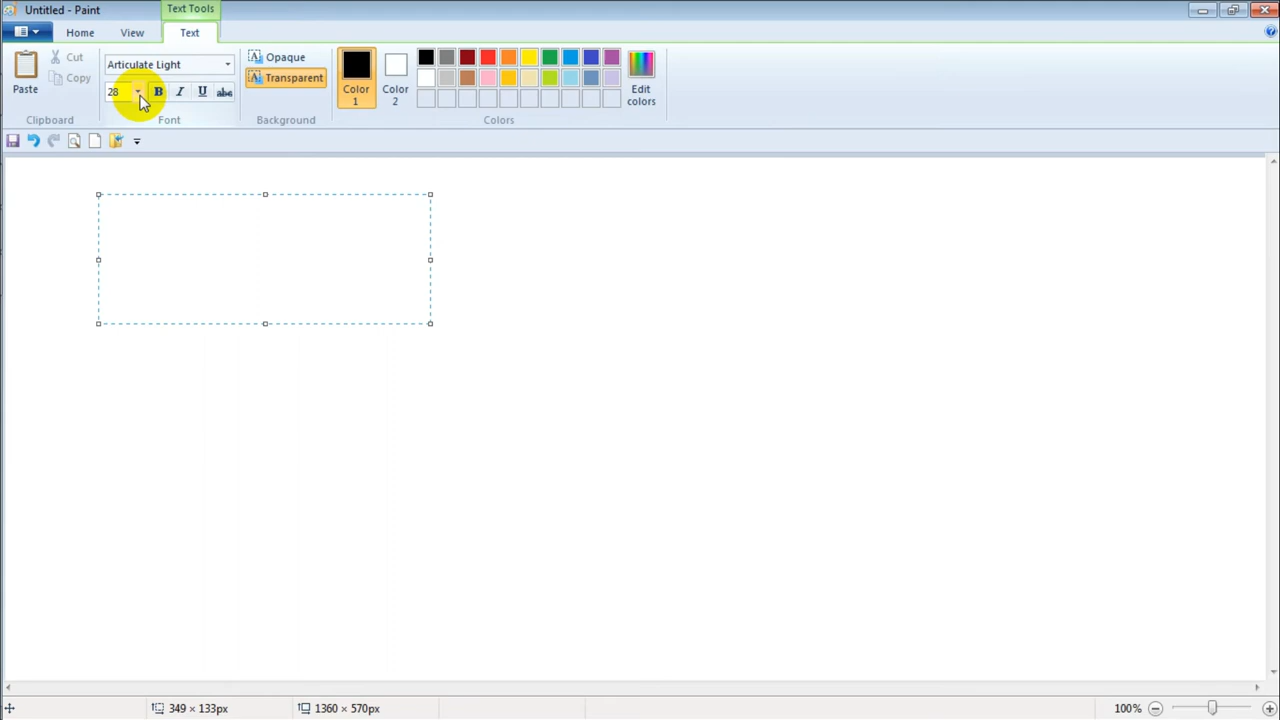 Untitled - Paint
Text Tools
Home View Text
Paste
Cut
Copy
Clipboard
Articulate Light
28 B I U abc
Font
Opaque
Transparent
Background
Color 1
Color 2
Edit colors
Colors
349 × 133px
1360 × 570px
100%